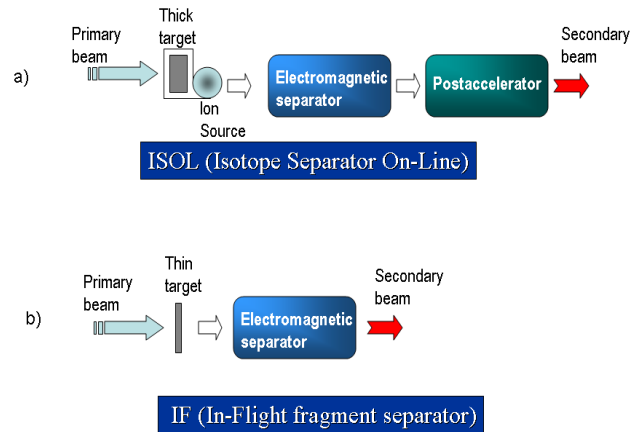 a)
Primary
beam
Thick
target
Ion
Source
Electromagnetic
separator
Postaccelerator
Secondary
beam
ISOL (Isotope Separator On-Line)
b)
Primary
beam
Thin
target
Electromagnetic
separator
Secondary
beam
IF (In-Flight fragment separator)